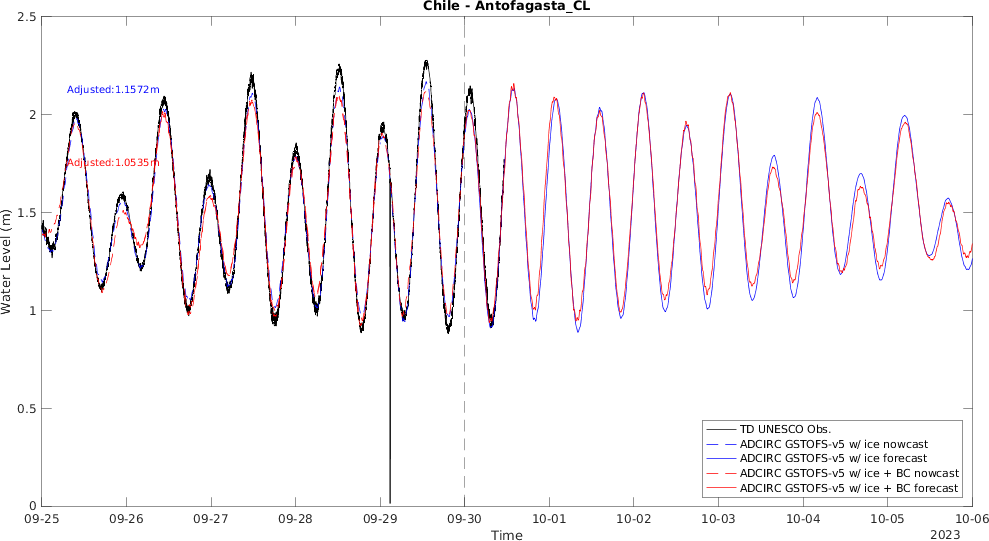 Chile - Antofagasta_CL
2.5
2
1.5
1
0.5
0
Water Level (m)
Adjusted:1.1572m
Adjusted:1.0535m
TD UNESCO Obs.
ADCIRC GSTOFS-v5 w/ ice nowcast
ADCIRC GSTOFS-v5 w/ ice forecast
ADCIRC GSTOFS-v5 w/ ice + BC nowcast
ADCIRC GSTOFS-v5 w/ ice + BC forecast
09-25 09-26 09-27 09-28 09-29 09-30 10-01 10-02 10-03 10-04 10-05 10-06
Time
2023